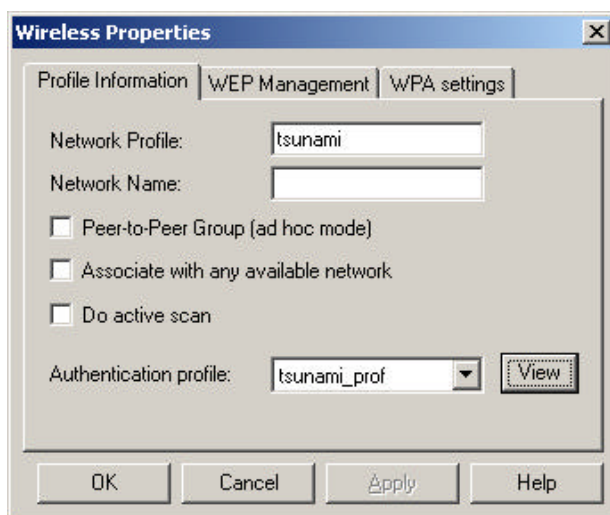 Wireless Properties
Profile Information WEP Management WPA settings
Network Profile: tsunami
Network Name:
Peer-to-Peer Group (ad hoc mode)
Associate with any available network
Do active scan
Authentication profile: tsunami_prof View
OK Cancel Apply Help